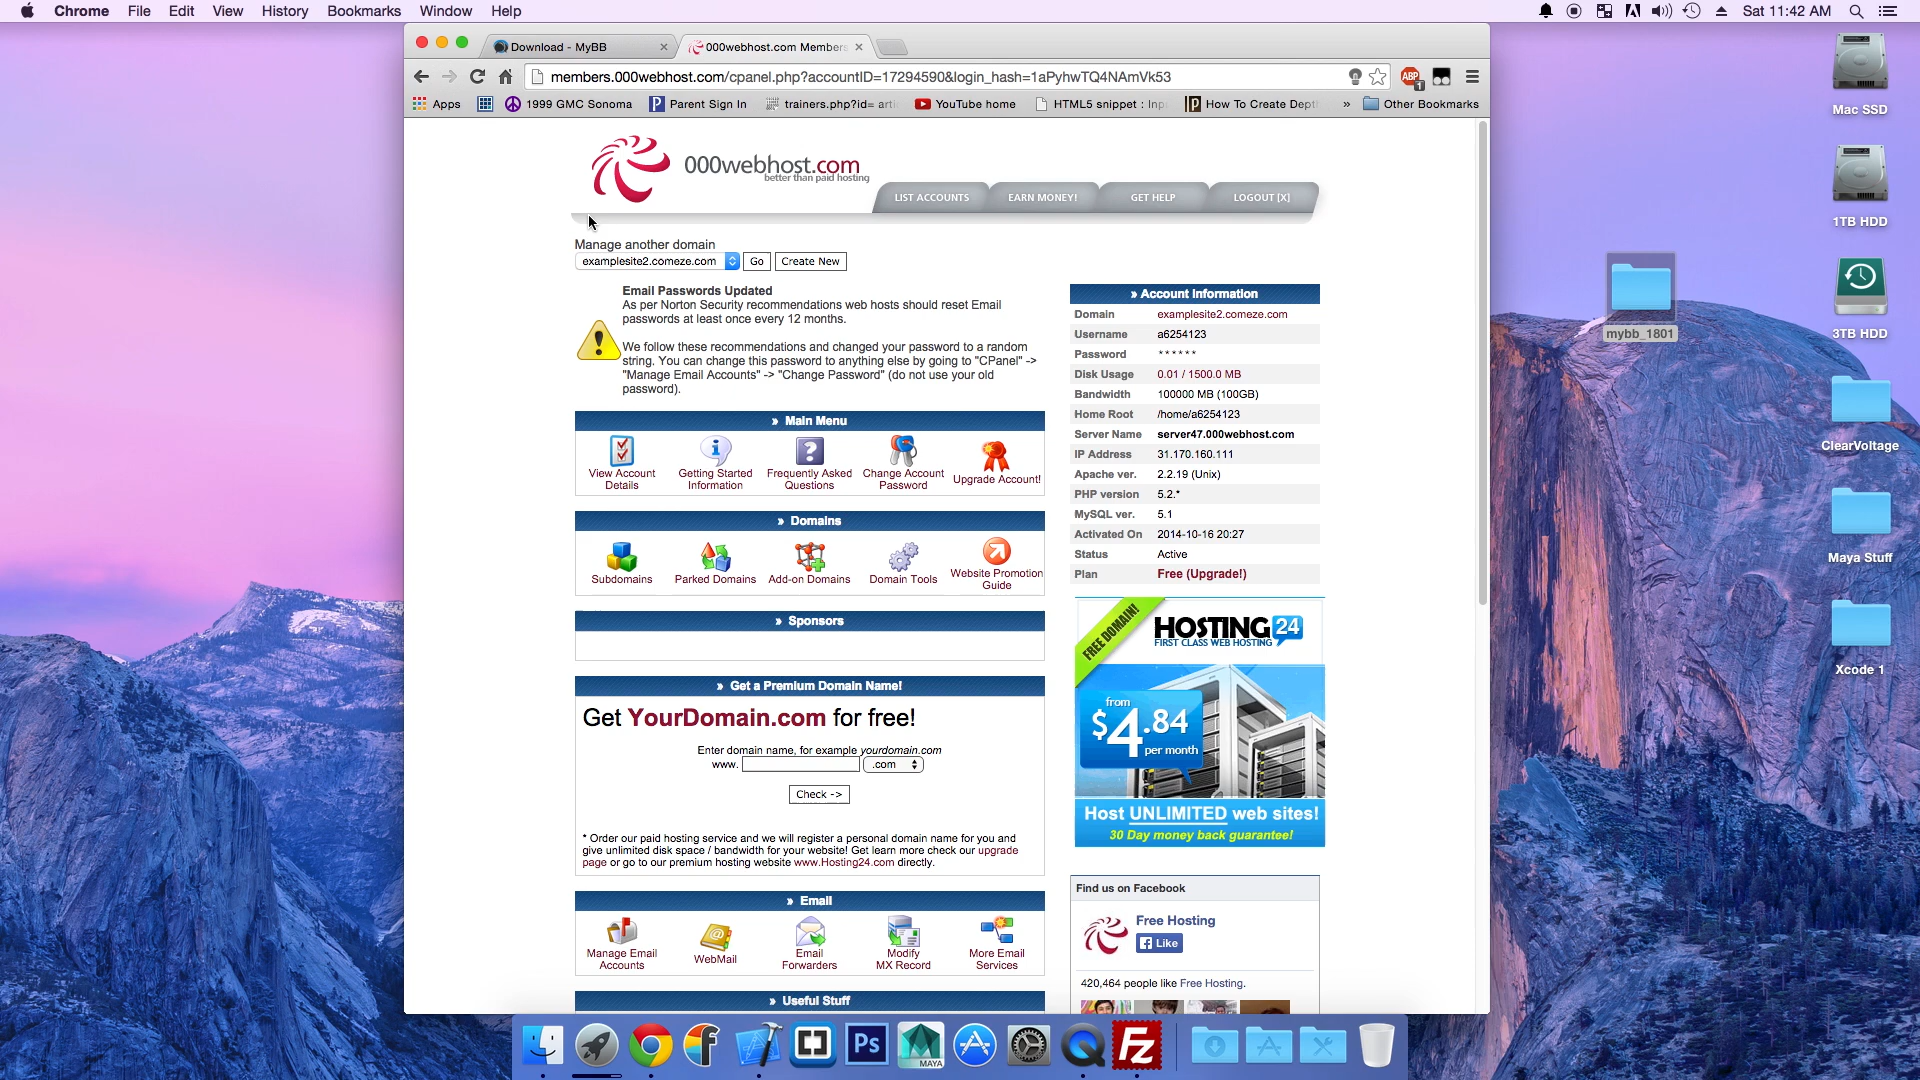 Chrome File Edit View History Bookmarks Window Help
Sat 11:42 AM
Download - MyBB
000webhost.com Members
members.000webhost.com/cpanel.php?accountID=17294590&login_hash=1aPyhwTQ4NAmVk53
ABP
1
Apps
1999 GMC Sonoma
Parent Sign In
trainers.php?id= arti
YouTube home
HTML5 snippet : Inp
How To Create Dept
»
Other Bookmarks
000webhost.com
better than paid hosting
LIST ACCOUNTS
EARN MONEY!
GET HELP
LOGOUT [X]
Manage another domain
examplesite2.comeze.com
Go
Create New
Email Passwords Updated
As per Norton Security recommendations web hosts should reset Email
passwords at least once every 12 months.
We follow these recommendations and changed your password to a random
string. You can change this password to anything else by going to "CPanel" ->
"Manage Email Accounts" -> "Change Password" (do not use your old
password).
» Main Menu
View Account
Details
Getting Started
Information
Frequently Asked
Questions
Change Account
Password
Upgrade Account!
» Domains
Subdomains
Parked Domains
Add-on Domains
Domain Tools
Website Promotion
Guide
» Sponsors
» Get a Premium Domain Name!
Get YourDomain.com for free!
Enter domain name, for example yourdomain.com
www.
.com
Check ->
* Order our paid hosting service and we will register a personal domain name for you and
give unlimited disk space / bandwidth for your website! Get learn more check our upgrade
page or go to our premium hosting website www.Hosting24.com directly.
» Email
Manage Email
Accounts
WebMail
Email
Forwarders
Modify
MX Record
More Email
Services
» Useful Stuff
» Account Information
Domain examplesite2.comeze.com
Username a6254123
Password ******
Disk Usage 0.01 / 1500.0 MB
Bandwidth 100000 MB (100GB)
Home Root /home/a6254123
Server Name server47.000webhost.com
IP Address 31.170.160.111
Apache ver. 2.2.19 (Unix)
PHP version 5.2.*
MySQL ver. 5.1
Activated On 2014-10-16 20:27
Status Active
Plan Free (Upgrade!)
FREE DOMAIN!
HOSTING 24
FIRST CLASS WEB HOSTING
from
$4.84
per month
Host UNLIMITED web sites!
30 Day money back guarantee!
Find us on Facebook
Free Hosting
Like
420,464 people like Free Hosting.
Mac SSD
1TB HDD
mybb_1801
3TB HDD
ClearVoltage
Maya Stuff
Xcode 1
Ps
MAYA
Fz